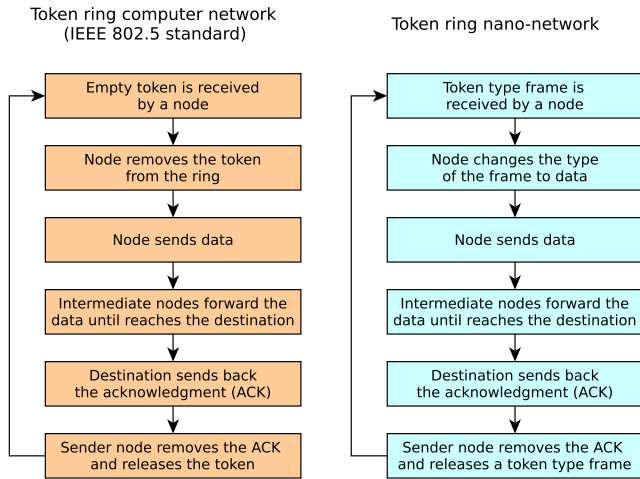 Token ring computer network
(IEEE 802.5 standard)
Empty token is received
by a node
Node removes the token
from the ring
Node sends data
Intermediate nodes forward the
data until reaches the destination
Destination sends back
the acknowledgment (ACK)
Sender node removes the ACK
and releases the token
Token ring nano-network
Token type frame is
received by a node
Node changes the type
of the frame to data
Node sends data
Intermediate nodes forward the
data until reaches the destination
Destination sends back
the acknowledgment (ACK)
Sender node removes the ACK
and releases a token type frame